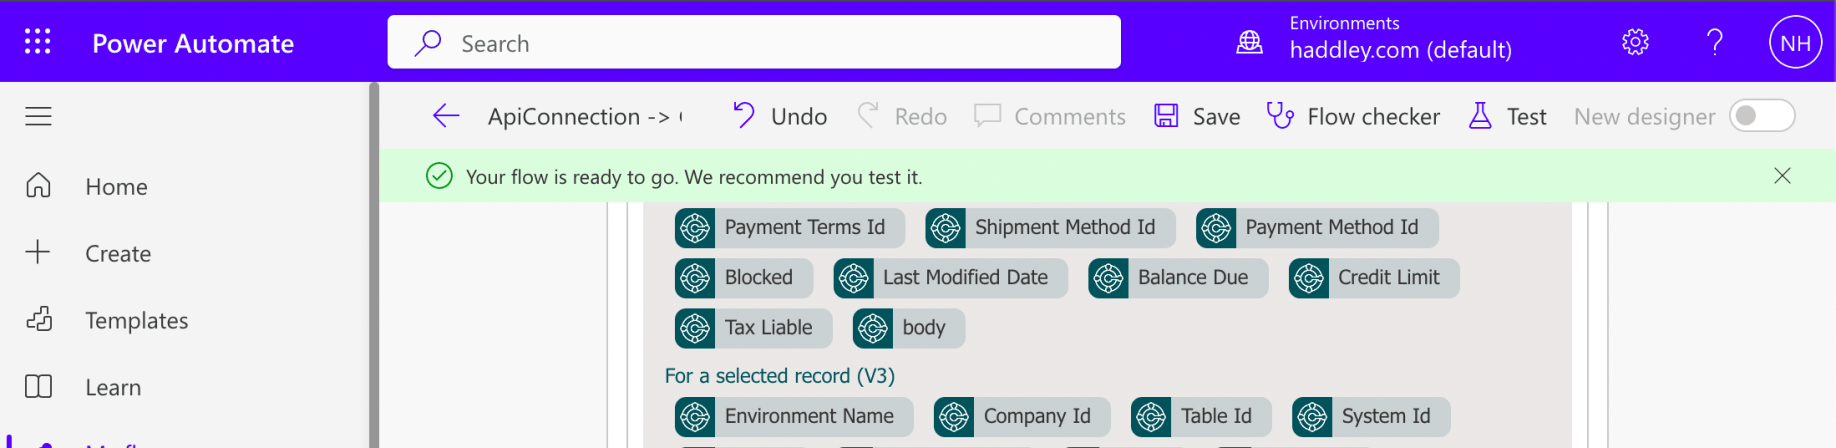 Power Automate
Search
Environments
haddley.com (default)
NH
ApiConnection ->
Undo
Redo
Comments
Save
Flow checker
Test
New designer
Your flow is ready to go. We recommend you test it.
Home
Create
Templates
Learn
Payment Terms Id
Shipment Method Id
Payment Method Id
Blocked
Last Modified Date
Balance Due
Credit Limit
Tax Liable
body
For a selected record (V3)
Environment Name
Company Id
Table Id
System Id